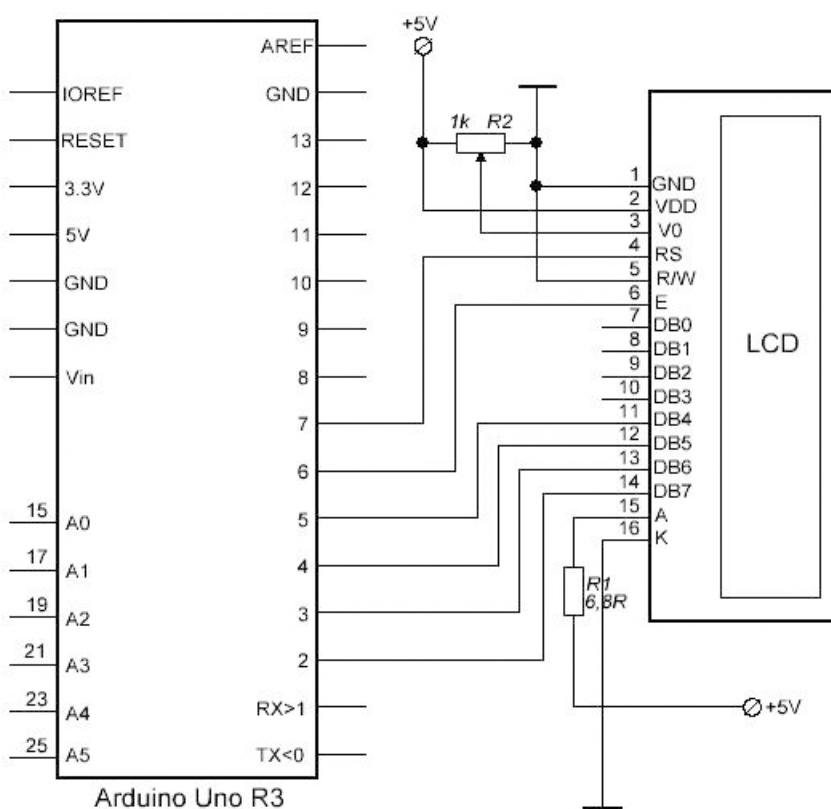 +5V
AREF
IOREF
GND
RESET
13
3.3V
12
5V
11
GND
10
GND
9
Vin
8
7
6
15 A0
5
17 A1
4
19 A2
3
21 A3
2
23 A4
RX>1
25 A5
TX<0
Arduino Uno R3
1k R2
1 GND
2 VDD
3 V0
4 RS
5 R/W
6 E
7 DB0
8 DB1
9 DB2
10 DB3
11 DB4
12 DB5
13 DB6
14 DB7
15 A
16 K
LCD
R1
6,8R
+5V